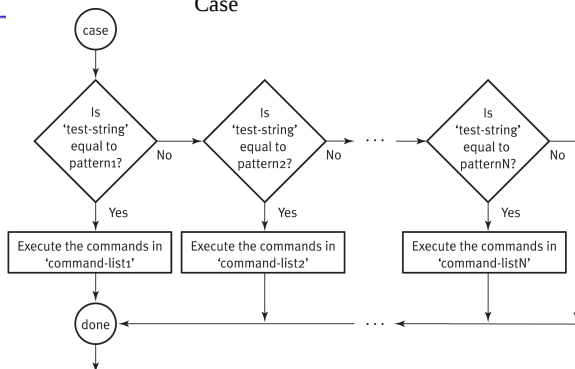 Case
case
Is
‘test-string’
equal to
pattern1?
No
Is
‘test-string’
equal to
pattern2?
No
...
Is
‘test-string’
equal to
patternN?
No
Yes
Yes
Yes
Execute the commands in
‘command-list1’
Execute the commands in
‘command-list2’
Execute the commands in
‘command-listN’
done
...